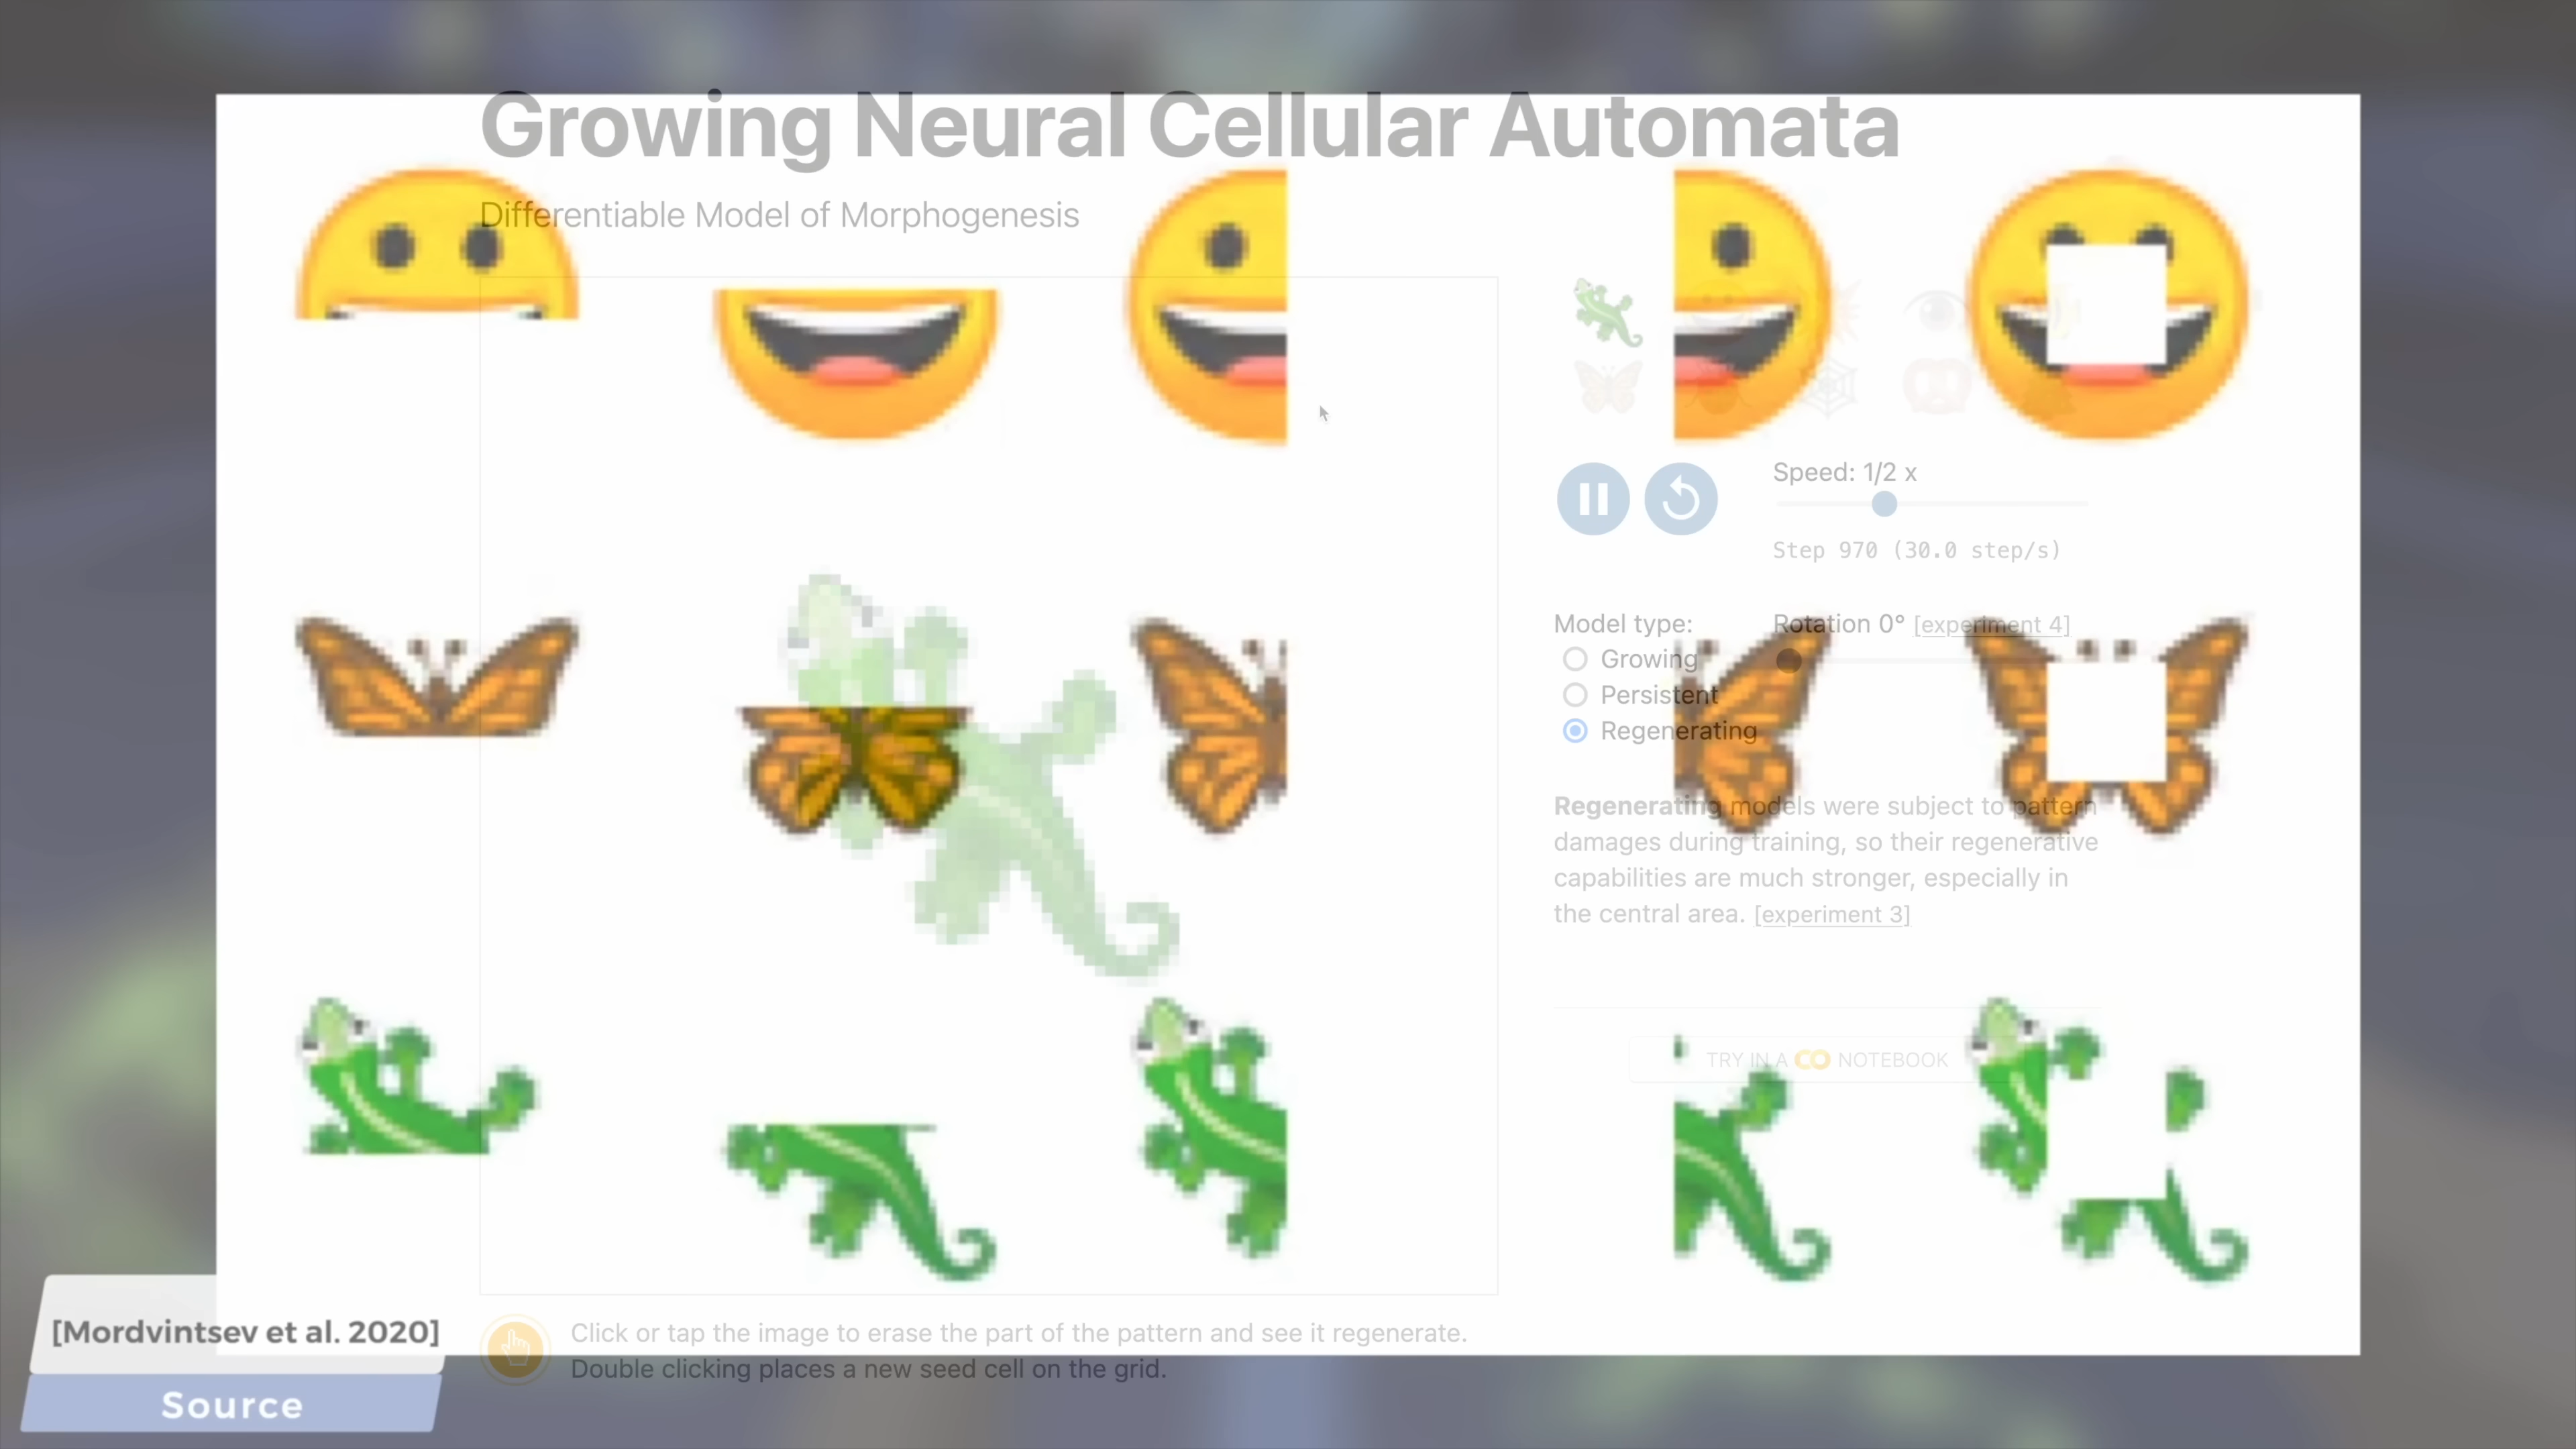 Growing Neural Cellular Automata
Differentiable Model of Morphogenesis
Speed: 1/2 x
Step 970 (30.0 step/s)
Model type:
Growing
Persistent
Regenerating
Rotation 0° [experiment 4]
Regenerating models were subject to pattern
damages during training, so their regenerative
capabilities are much stronger, especially in
the central area. [experiment 3]
TRY IN A CO NOTEBOOK
Click or tap the image to erase the part of the pattern and see it regenerate.
Double clicking places a new seed cell on the grid.
[Mordvintsev et al. 2020]
Source